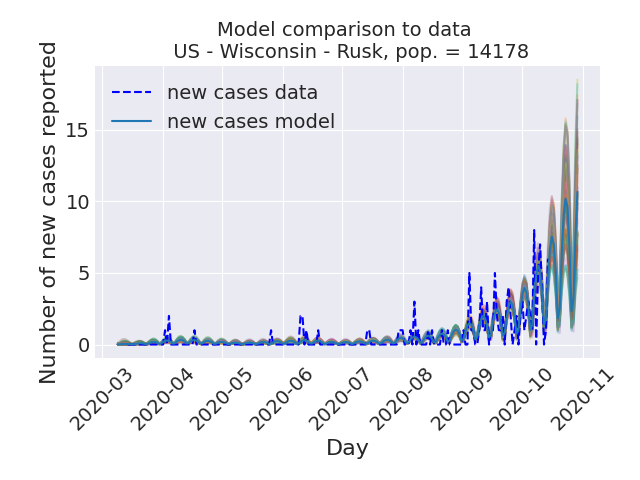 Model comparison to data
US - Wisconsin - Rusk, pop. = 14178
new cases data
new cases model
Number of new cases reported
15
10
5
0
2020-03
2020-04
2020-05
2020-06
2020-07
2020-08
2020-09
2020-10
2020-11
Day